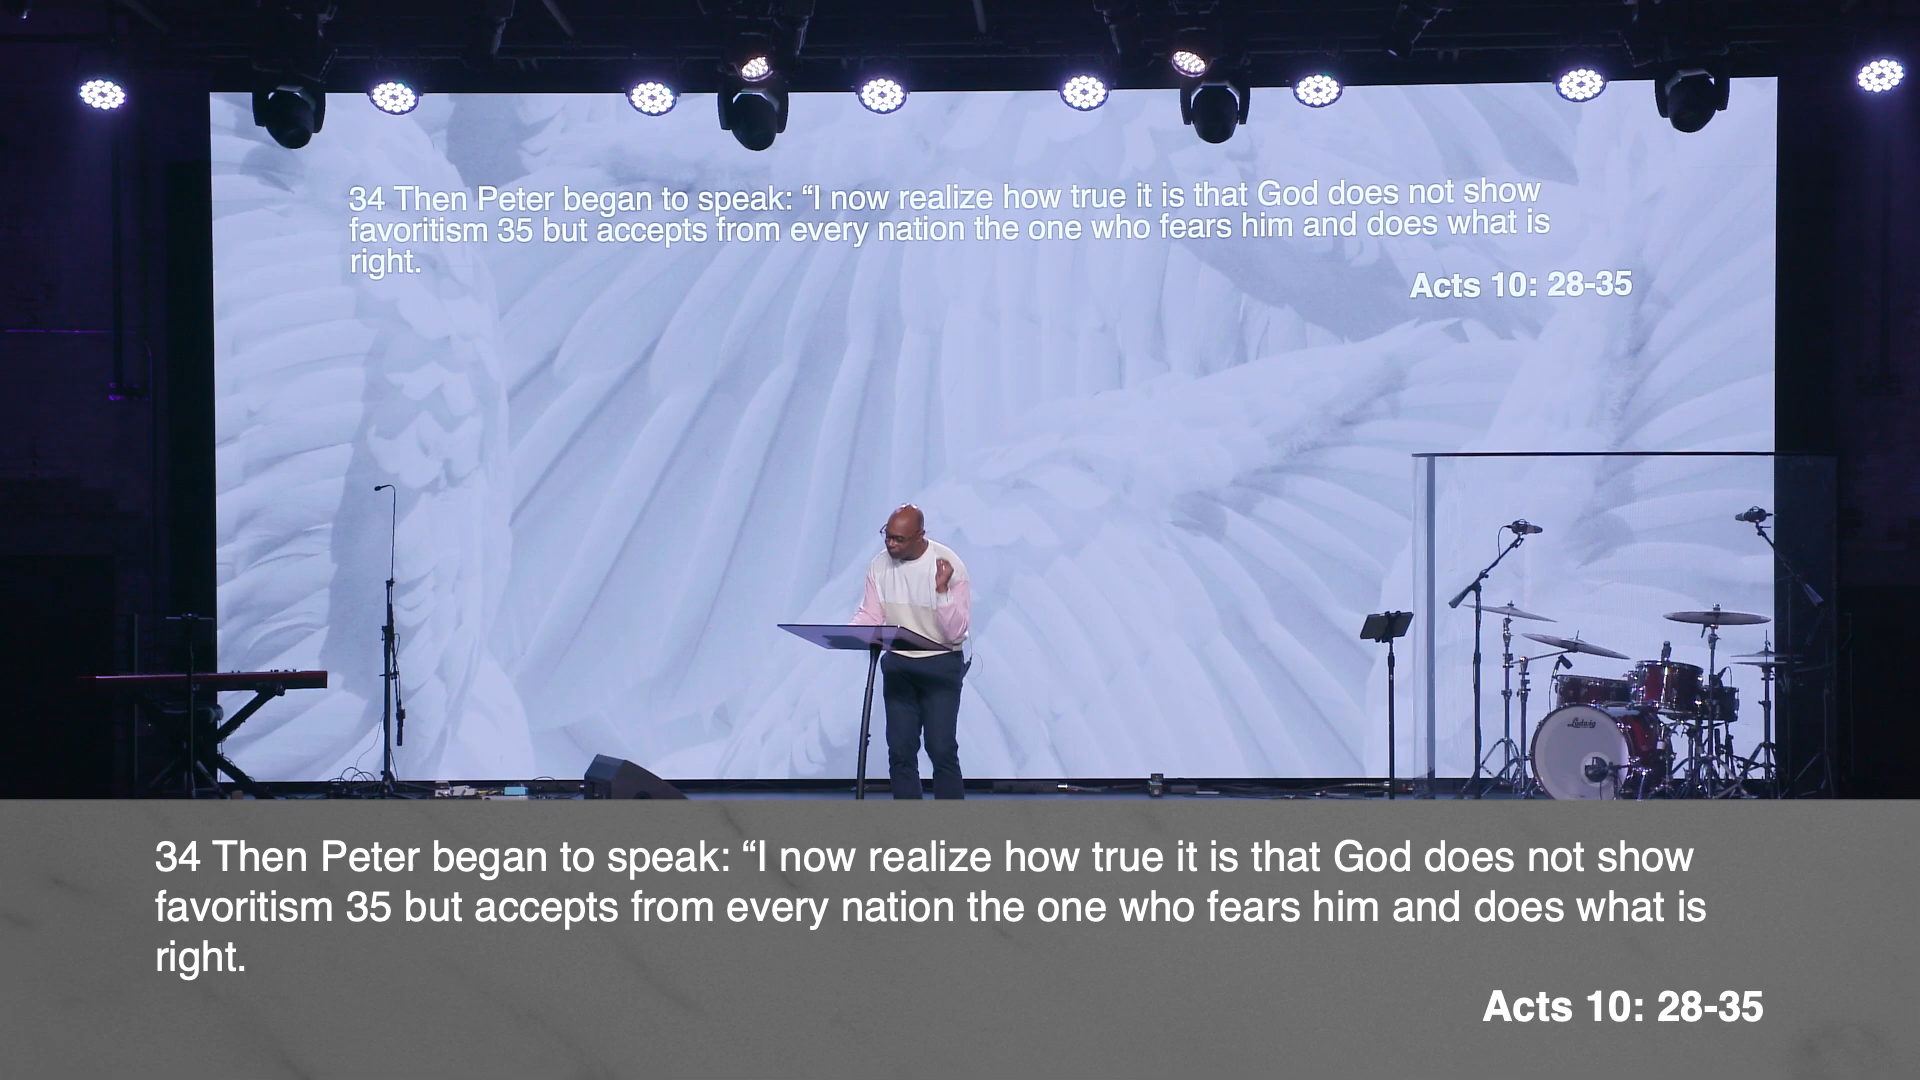 34 Then Peter began to speak: “I now realize how true it is that God does not show
favoritism 35 but accepts from every nation the one who fears him and does what is
right.
Acts 10: 28-35
Ludwig
34 Then Peter began to speak: “I now realize how true it is that God does not show
favoritism 35 but accepts from every nation the one who fears him and does what is
right.
Acts 10: 28-35